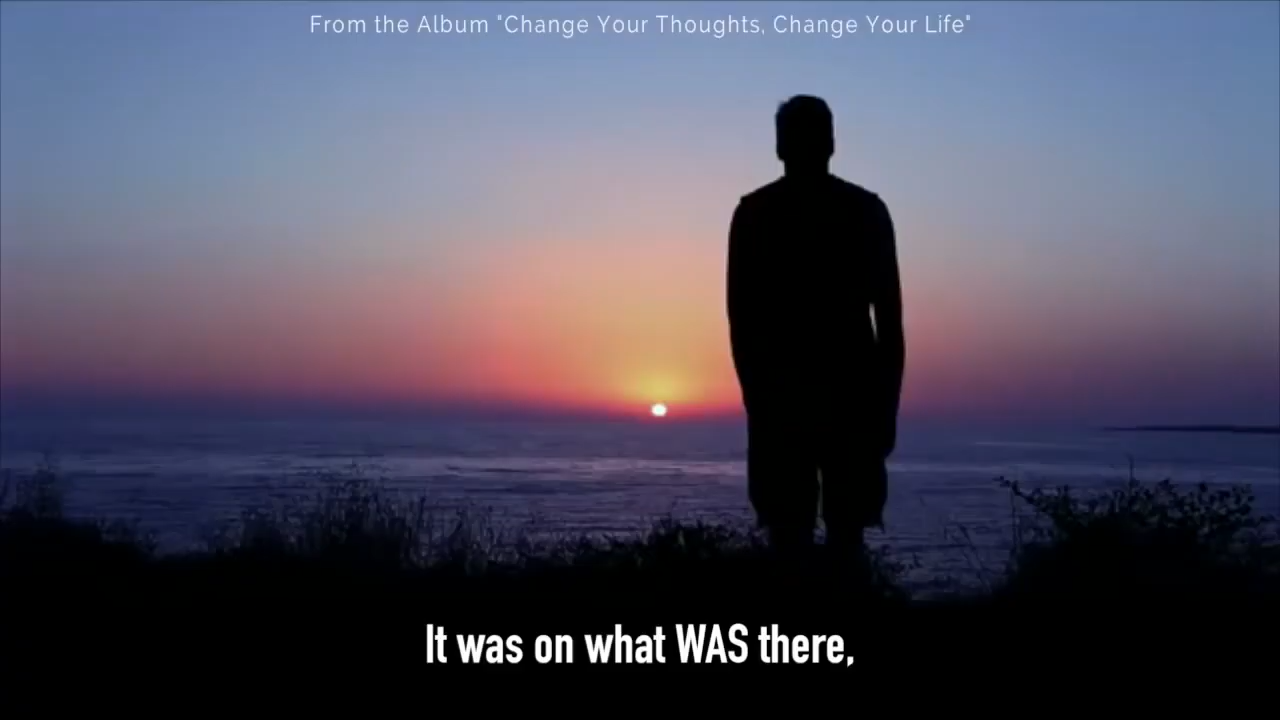 From the Album "Change Your Thoughts, Change Your Life"
It was on what WAS there,